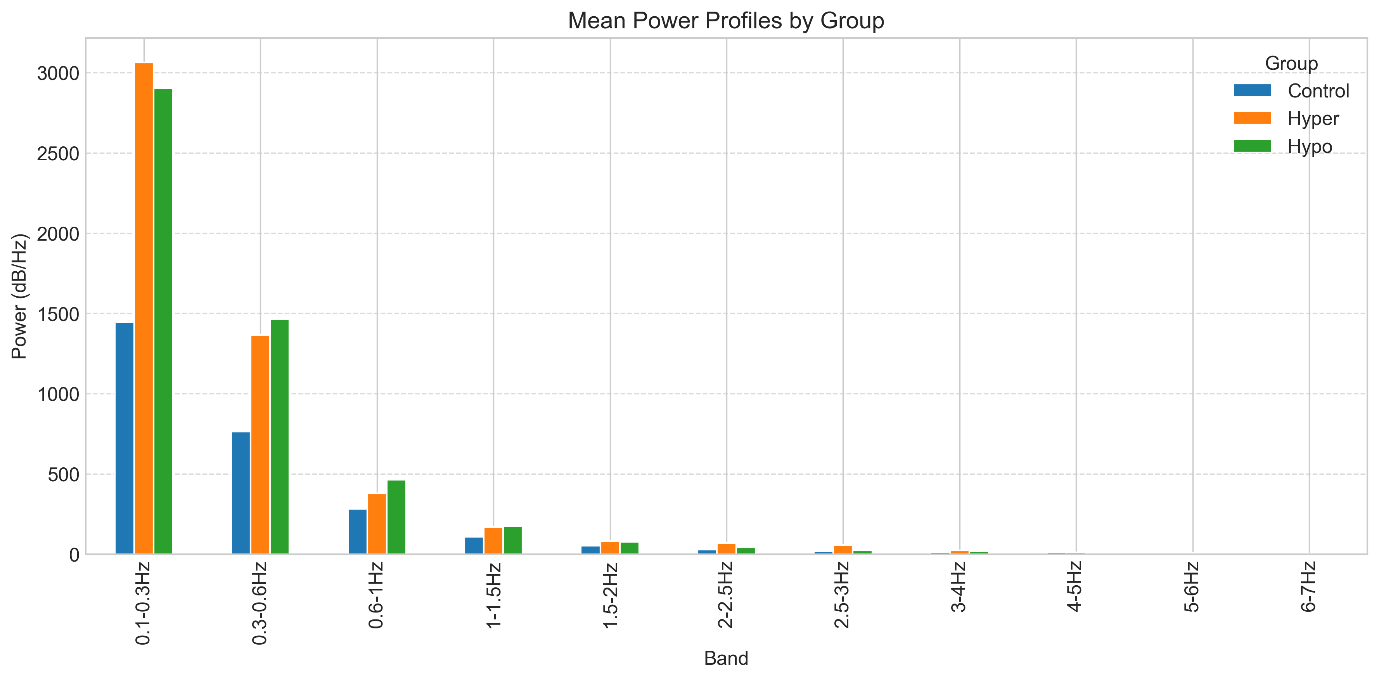 Mean Power Profiles by Group
Power (dB/Hz)
3000
2500
2000
1500
1000
500
0
Group
Control
Hyper
Hypo
0.1-0.3Hz
0.3-0.6Hz
0.6-1Hz
1-1.5Hz
1.5-2Hz
2-2.5Hz
2.5-3Hz
3-4Hz
4-5Hz
5-6Hz
6-7Hz
Band